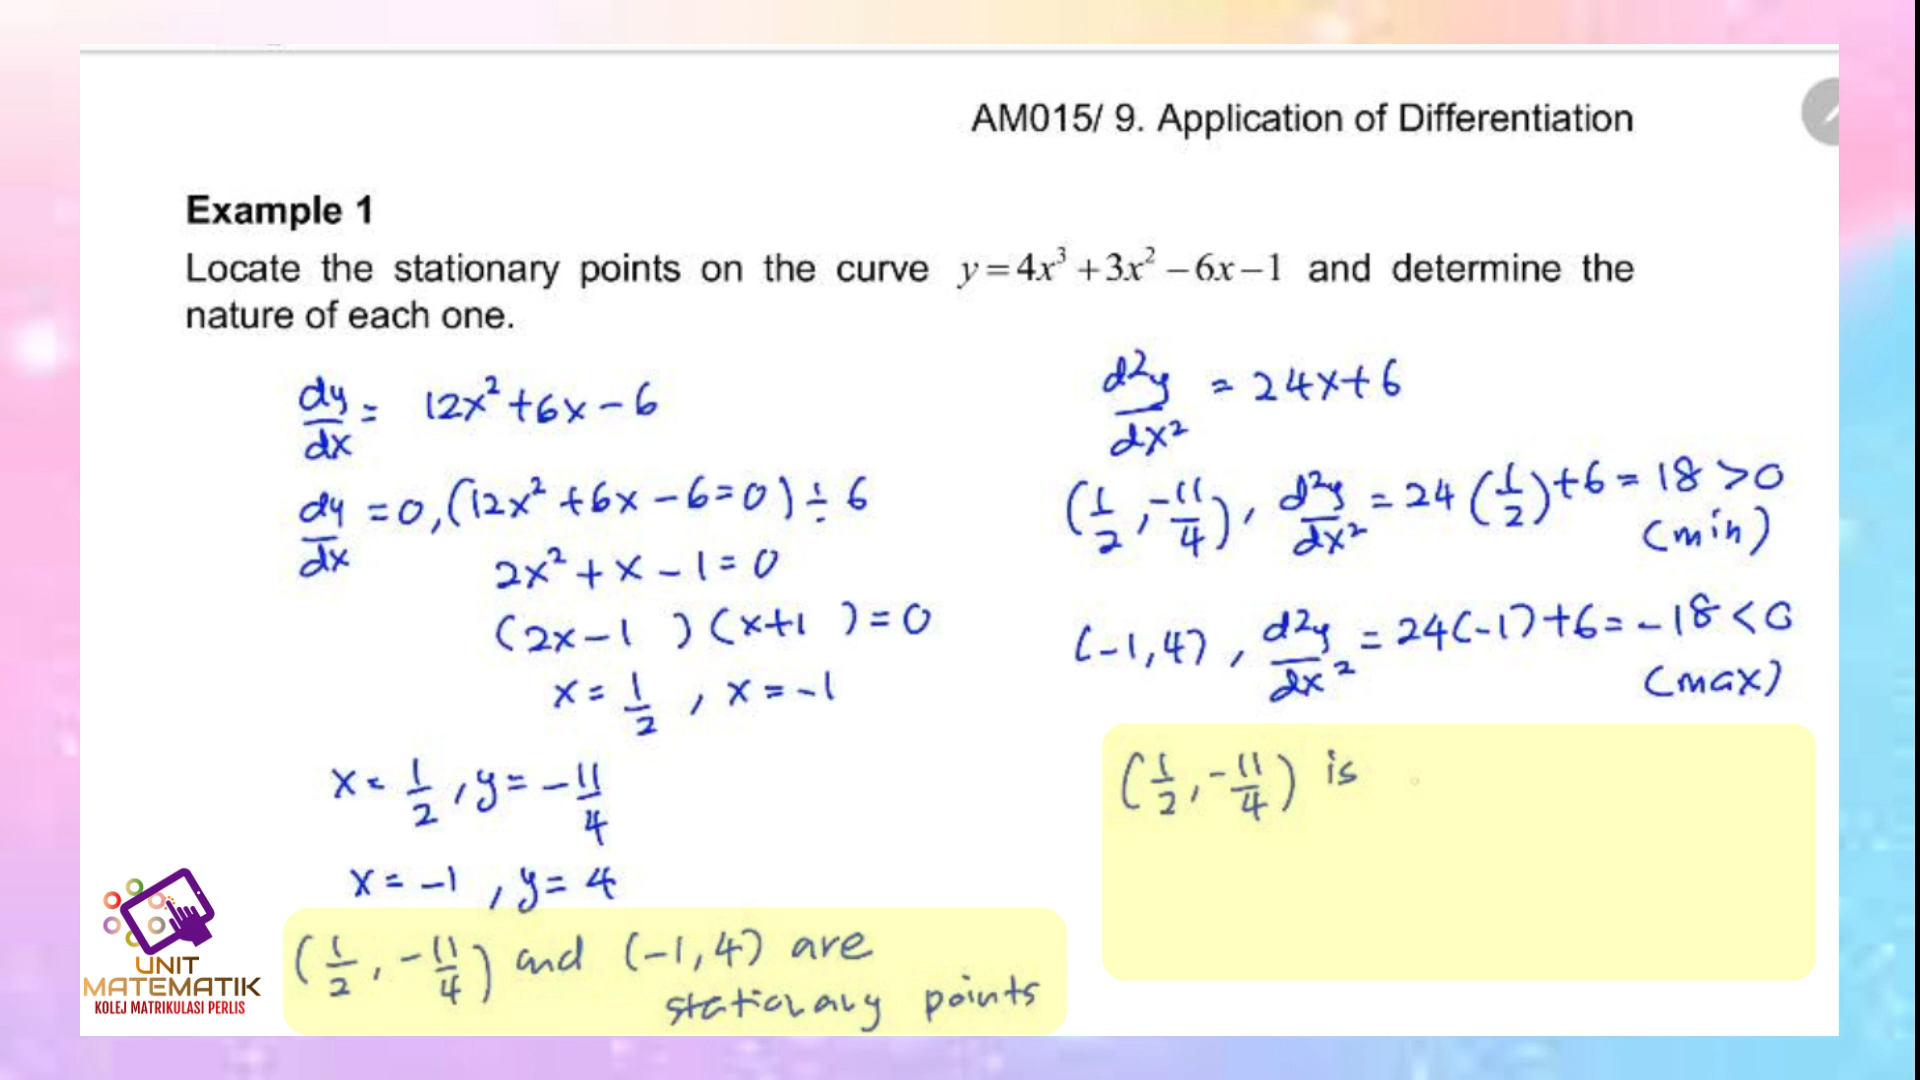 AM015/ 9. Application of Differentiation
Example 1
Locate the stationary points on the curve y=4x³+3x²−6x−1 and determine the
nature of each one.
dy/dx = 12x²+6x−6
dy/dx =0, (12x²+6x−6=0)÷6
2x²+x−1=0
(2x−1 )(x+1 )=0
x=1/2 , x=−1
x=1/2 , y=−11/4
x=−1 , y=4
(1/2, −11/4) and (−1,4) are
stationary points
d²y/dx² = 24x+6
(1/2, −11/4), d²y/dx² = 24(1/2)+6=18>0
(min)
(−1,4), d²y/dx² = 24(−1)+6=−18<0
(max)
(1/2, −11/4) is
UNIT
MATEMATIK
KOLEJ MATRIKULASI PERLIS